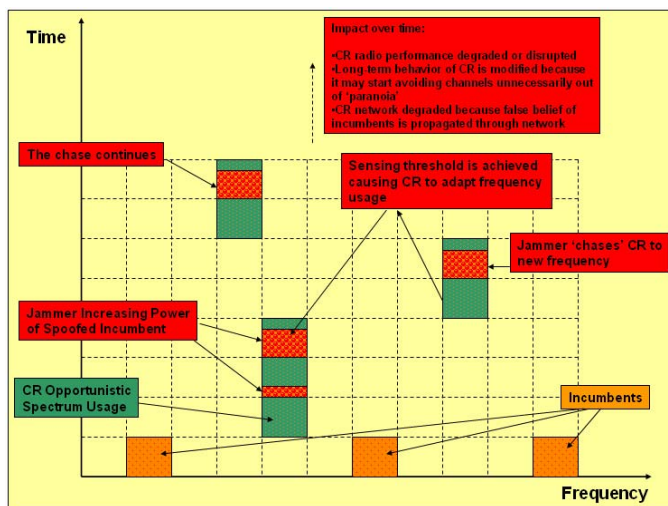 Time
Impact over time:
•CR radio performance degraded or disrupted
•Long-term behavior of CR is modified because
it may start avoiding channels unnecessarily out
of 'paranoia'
•CR network degraded because false belief of
incumbents is propagated through network
The chase continues
Sensing threshold is achieved
causing CR to adapt frequency
usage
Jammer 'chases' CR to
new frequency
Jammer Increasing Power
of Spoofed Incumbent
CR Opportunistic
Spectrum Usage
Incumbents
Frequency